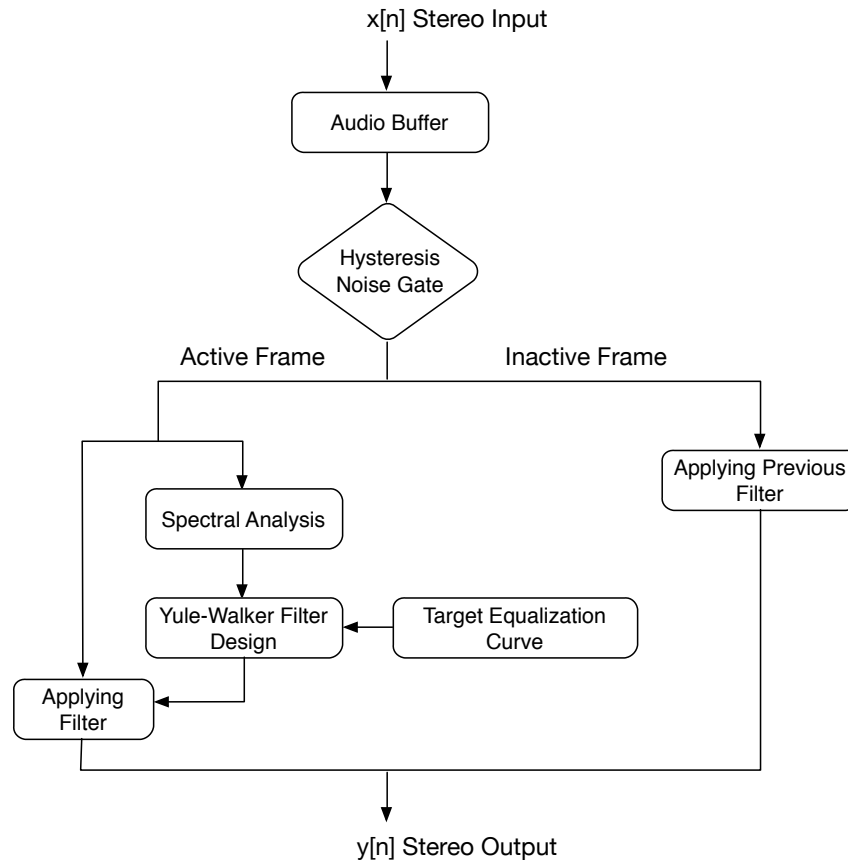 x[n] Stereo Input
Audio Buffer
Hysteresis
Noise Gate
Active Frame
Inactive Frame
Applying Previous
Filter
Spectral Analysis
Yule-Walker Filter
Design
Target Equalization
Curve
Applying
Filter
y[n] Stereo Output